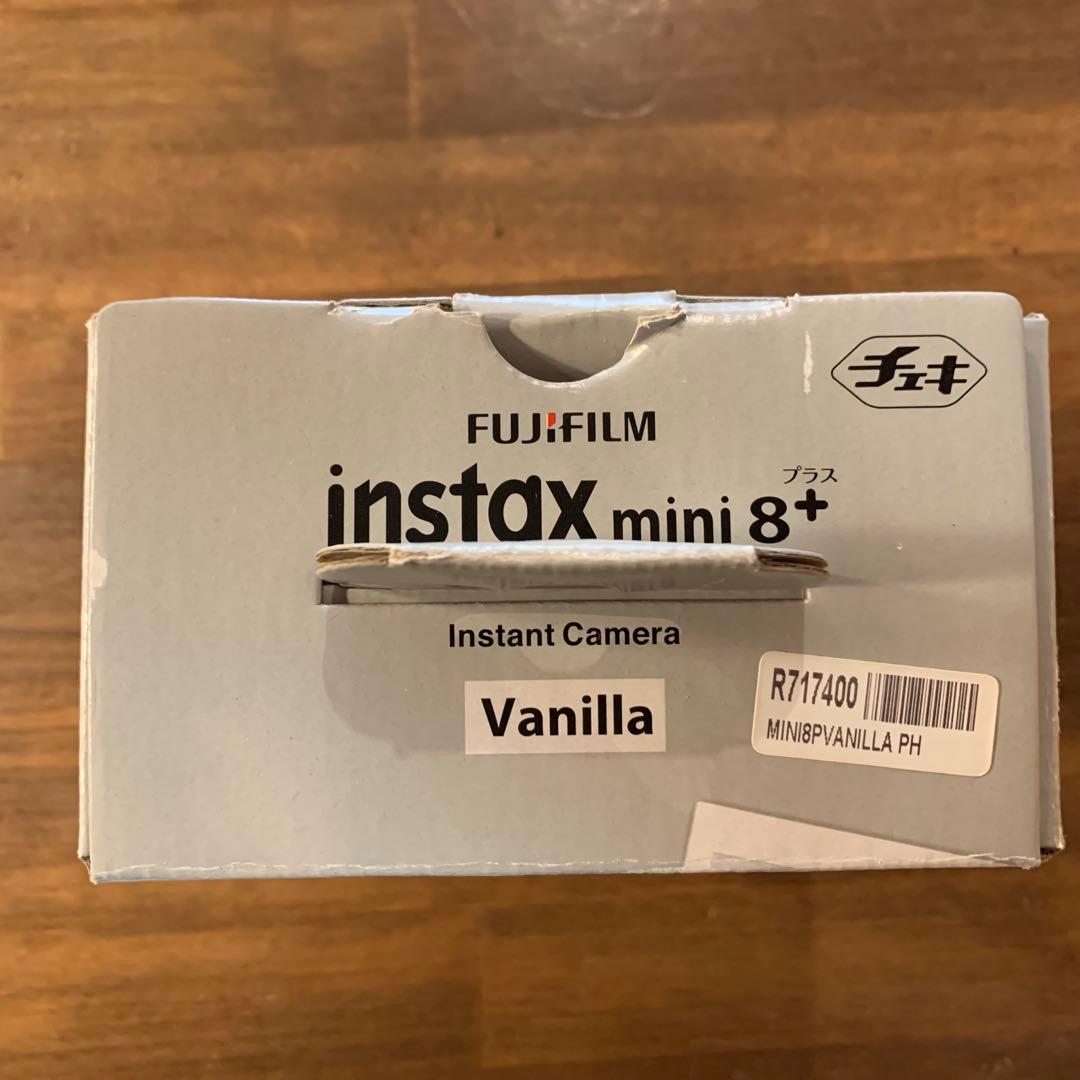 チェキ
FUJIFILM
instax mini 8+
プラス
Instant Camera
Vanilla
R717400
MINI8PVANILLA PH